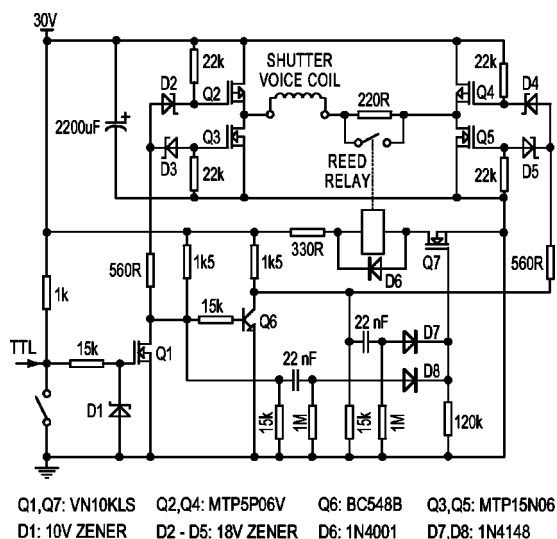 30V
22k
D2
Q2
SHUTTER
VOICE COIL
22k
D4
Q4
2200uF
+
220R
D3
Q3
22k
REED
RELAY
Q5
D5
22k
330R
D6
Q7
560R
1k
560R
1k5
1k5
15k
Q6
TTL
15k
Q1
22 nF
D7
22 nF
D8
D1
15k
1M
15k
1M
120k
Q1,Q7: VN10KLS Q2,Q4: MTP5P06V Q6: BC548B Q3,Q5: MTP15N06
D1: 10V ZENER D2 - D5: 18V ZENER D6: 1N4001 D7,D8: 1N4148